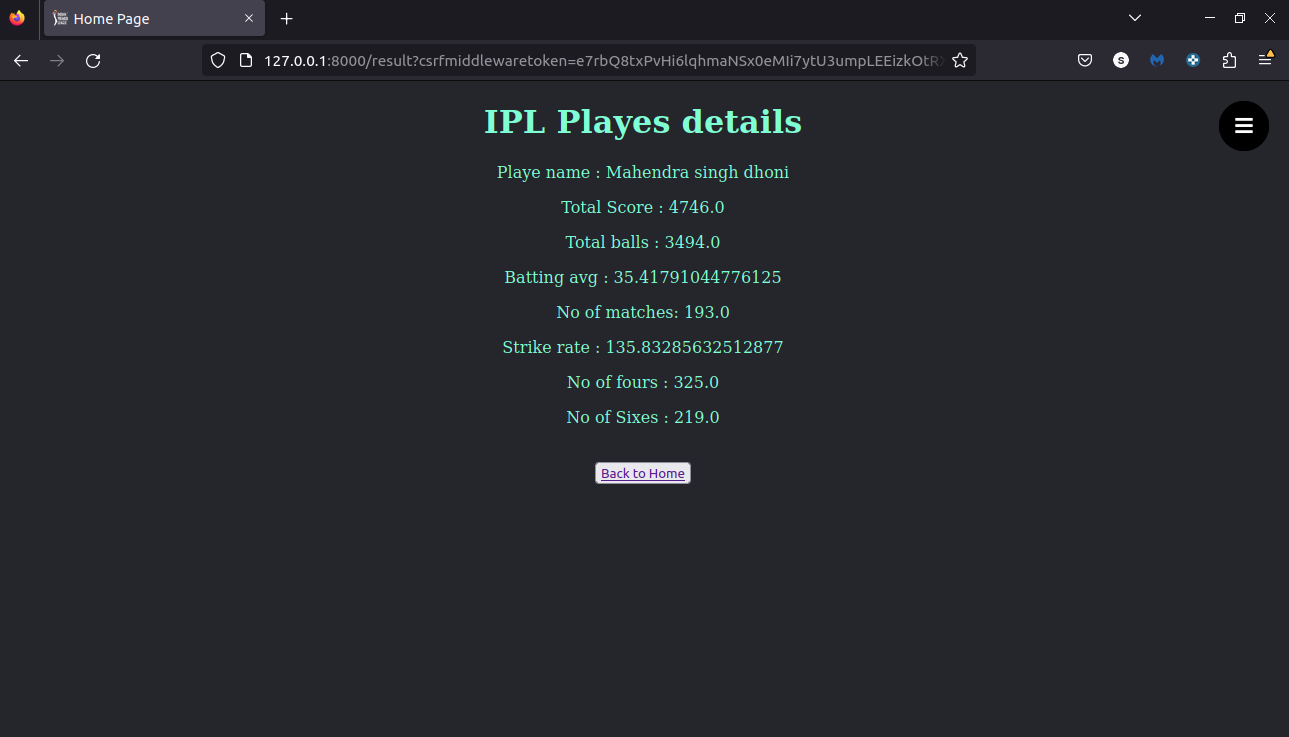 Home Page
127.0.0.1:8000/result?csrfmiddlewaretoken=e7rbQ8txPvHi6lqhmaNSx0eMIi7ytU3umpLEEizkOtR
S
IPL Playes details
Playe name : Mahendra singh dhoni
Total Score : 4746.0
Total balls : 3494.0
Batting avg : 35.41791044776125
No of matches: 193.0
Strike rate : 135.83285632512877
No of fours : 325.0
No of Sixes : 219.0
Back to Home